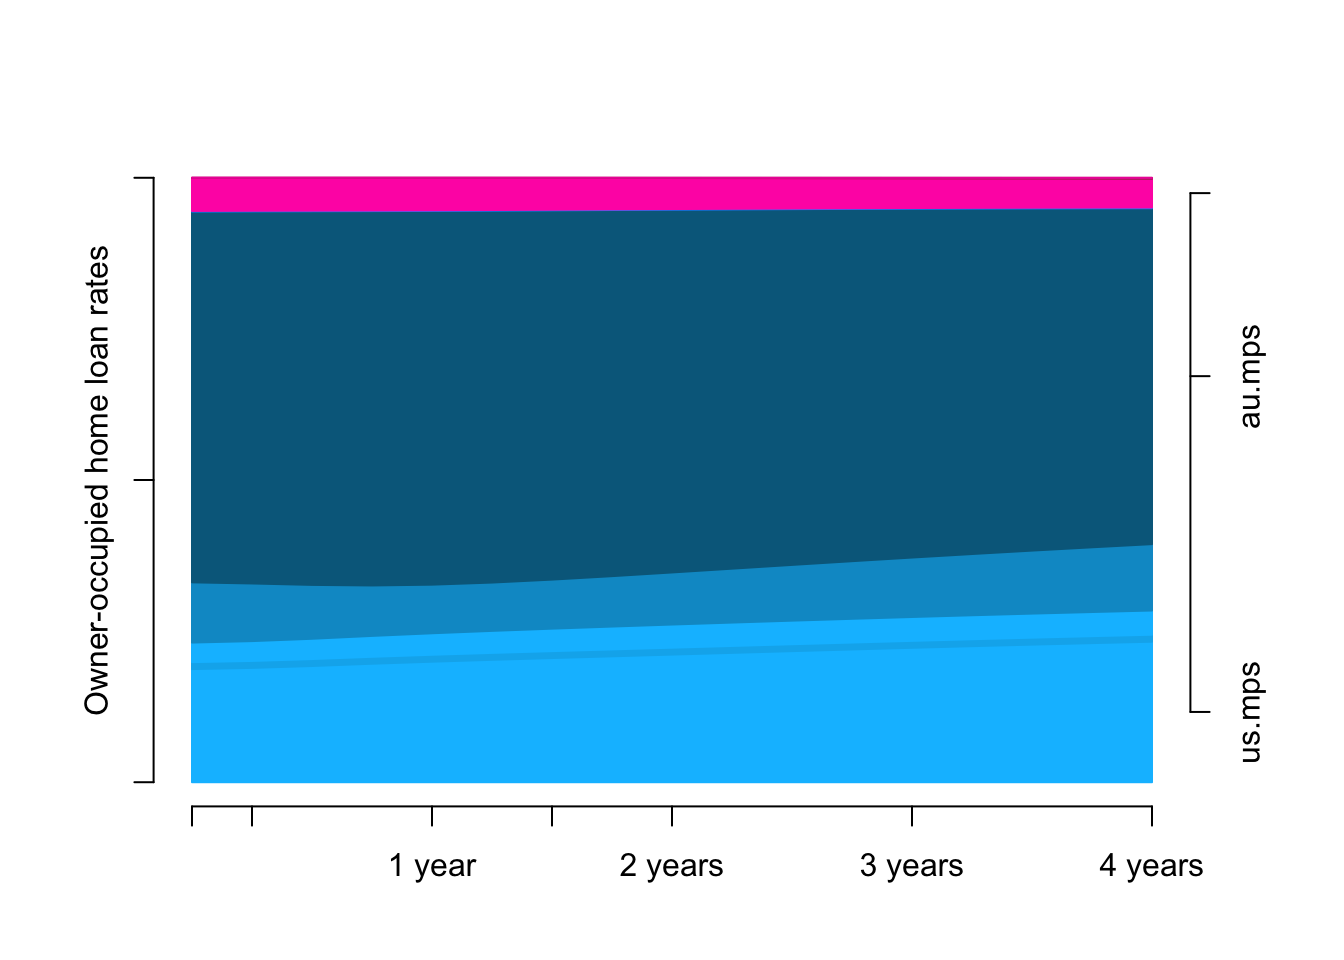 Owner-occupied home loan rates
au.mps
us.mps
1 year 2 years 3 years 4 years